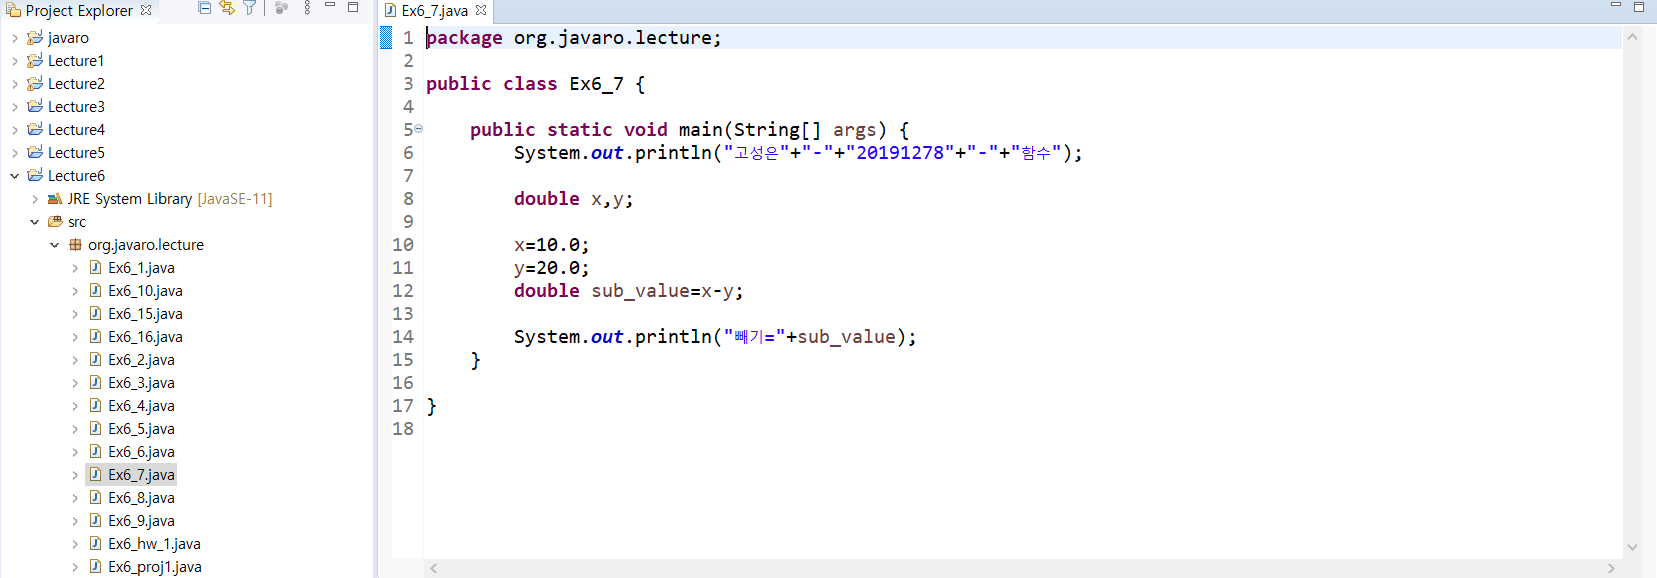 Project Explorer
javaro
Lecture1
Lecture2
Lecture3
Lecture4
Lecture5
Lecture6
JRE System Library [JavaSE-11]
src
org.javaro.lecture
Ex6_1.java
Ex6_10.java
Ex6_15.java
Ex6_16.java
Ex6_2.java
Ex6_3.java
Ex6_4.java
Ex6_5.java
Ex6_6.java
Ex6_7.java
Ex6_8.java
Ex6_9.java
Ex6_hw_1.java
Ex6_proj1.java
Ex6_7.java
1 package org.javaro.lecture;
2
3 public class Ex6_7 {
4
5 public static void main(String[] args) {
6 System.out.println("고성은"+"-"+"20191278"+"-"+"함수");
7
8 double x,y;
9
10 x=10.0;
11 y=20.0;
12 double sub_value=x-y;
13
14 System.out.println("빼기="+sub_value);
15 }
16
17 }
18